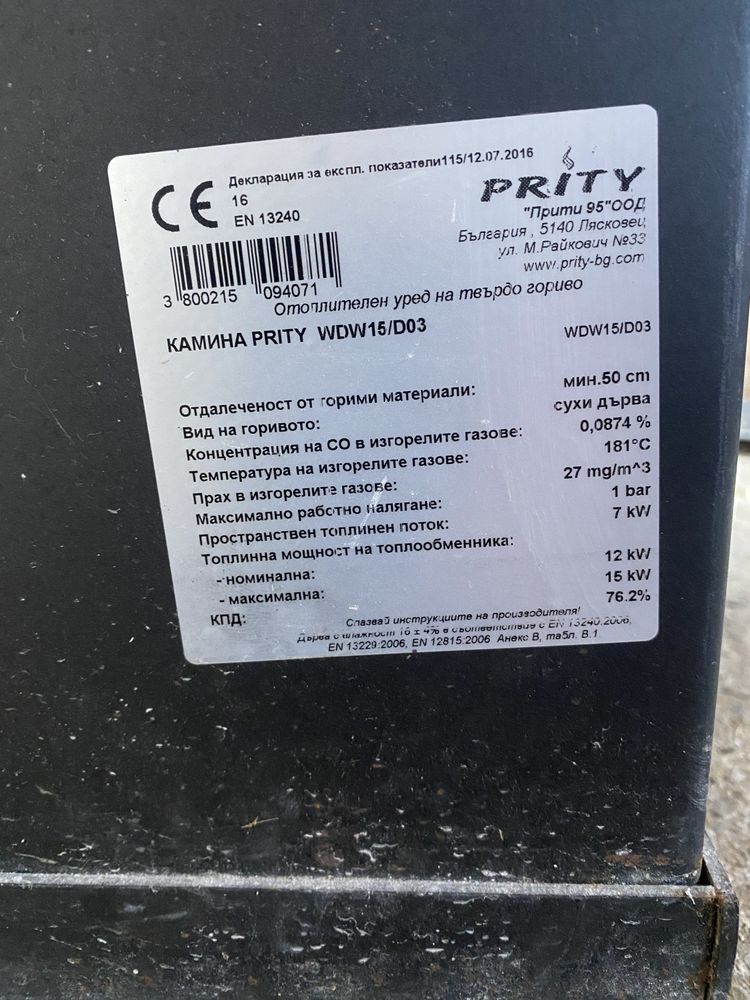 CE
Декларация за експл. показатели115/12.07.2016
16
EN 13240
PRITY
"Прити 95"ООД
България , 5140 Лясковец
ул. М.Райкович №33
www.prity-bg.com
3 800215 094071
Отоплителен уред на твърдо гориво
КАМИНА PRITY WDW15/D03 WDW15/D03
Отдалеченост от горими материали: мин.50 cm
Вид на горивото: сухи дърва
Концентрация на CO в изгорелите газове: 0,0874 %
Температура на изгорелите газове: 181°C
Прах в изгорелите газове: 27 mg/m^3
Максимално работно налягане: 1 bar
Пространствен топлинен поток: 7 kW
Топлинна мощност на топлообменника:
- номинална: 12 kW
- максимална: 15 kW
КПД: 76.2%
Спазвай инструкциите на производителя!
Дърва с влажност 16 ± 4% в съответствие с EN 13240:2006,
EN 13229:2006, EN 12815:2006 Анекс B, табл. B.1